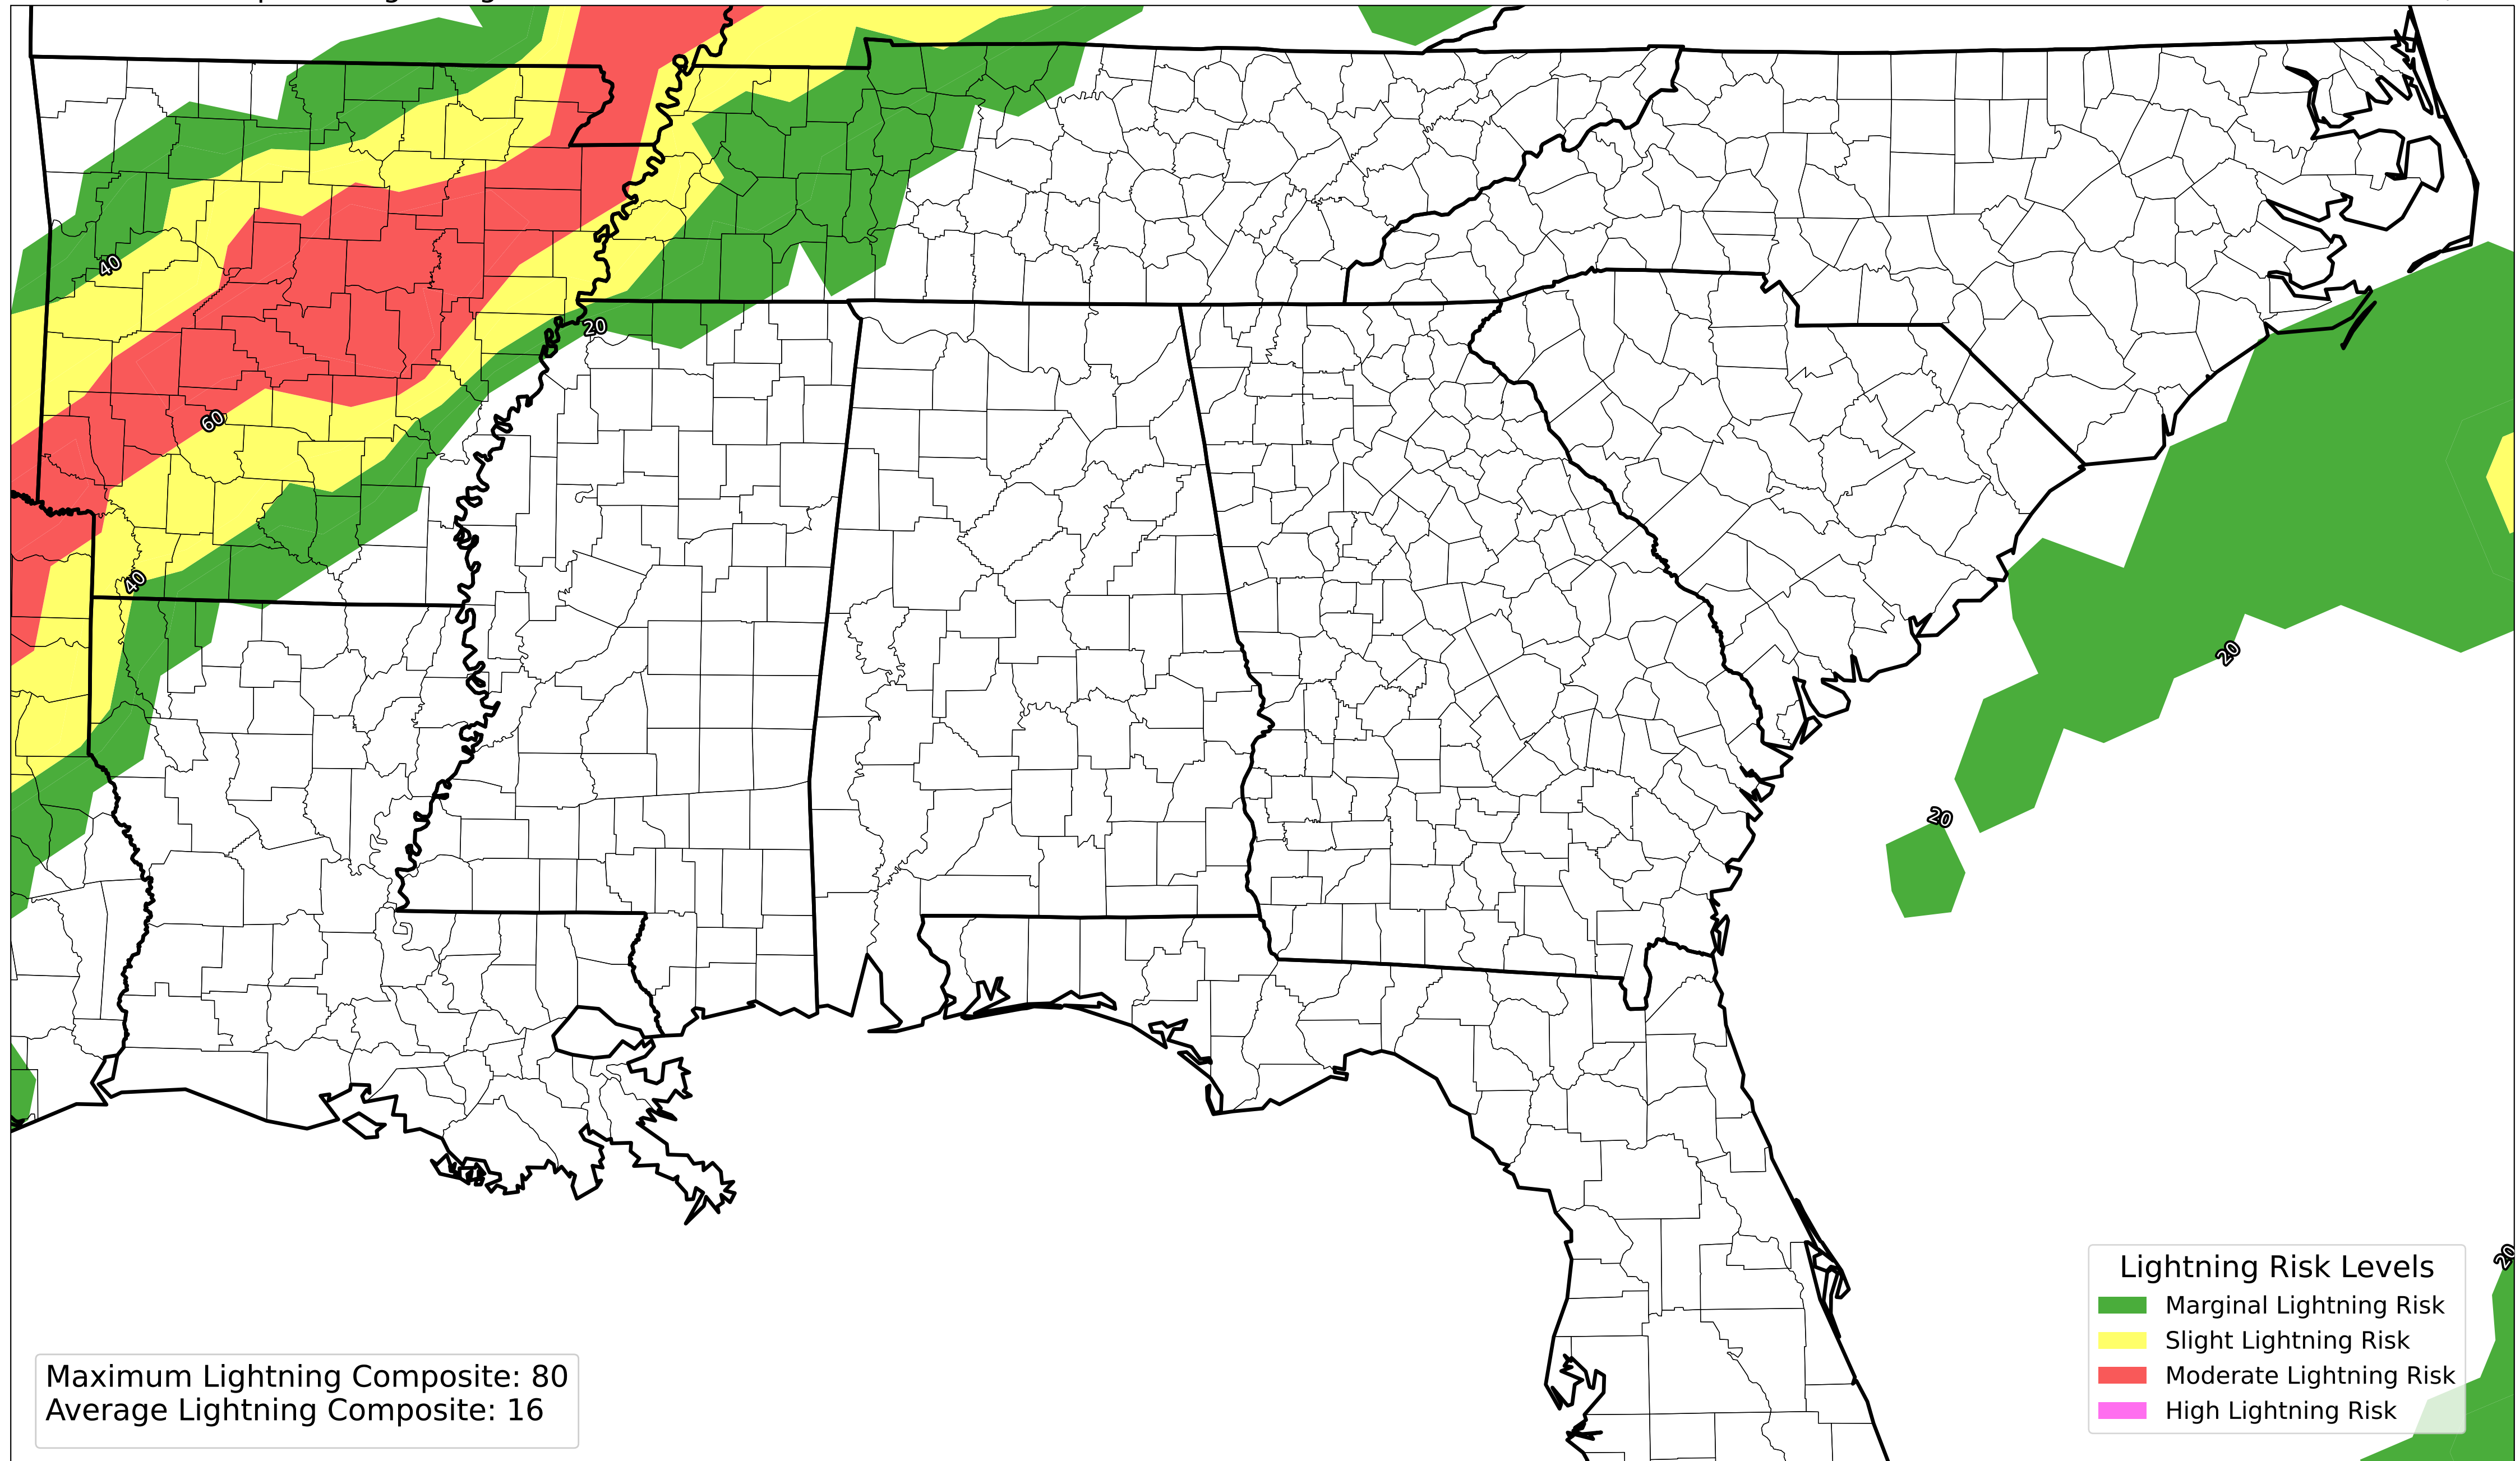 40
20
60
40
20
20
20
Lightning Risk Levels
Marginal Lightning Risk
Slight Lightning Risk
Moderate Lightning Risk
High Lightning Risk
Maximum Lightning Composite: 80
Average Lightning Composite: 16